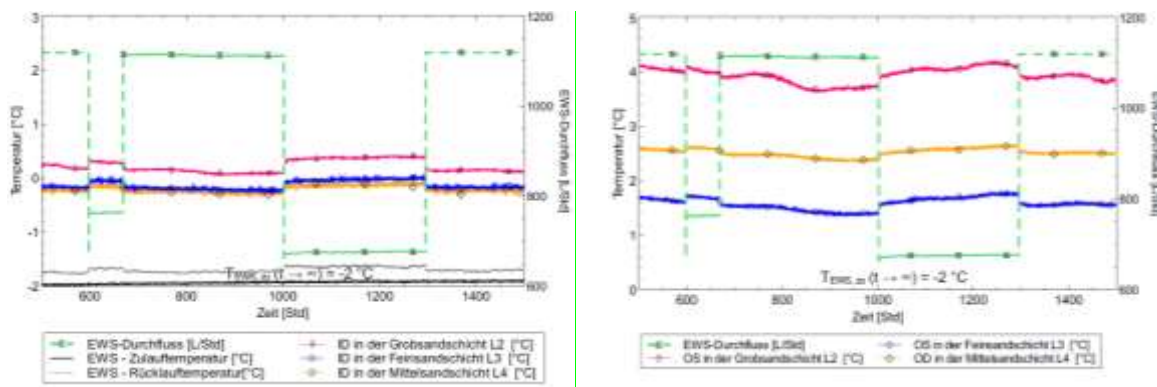 3
2
1
0
-1
-2
Temperatur [°C]
1200
1000
800
600
EWS-Durchfluss [L/Std]
600
800
1000
1200
1400
Zeit [Std]
(t → ∞) = -2 °C
EWS-Durchfluss [L/Std]
EWS - Zulauftemperatur [°C]
EWS - Rücklauftemperatur[°C]
ID in der Grobsandschicht L2 [°C]
ID in der Feinsandschicht L3 [°C]
ID in der Mittelsandschicht L4 [°C]
5
4
3
2
1
0
Temperatur [°C]
1200
1000
800
600
600
800
1000
1200
1400
Zeit [Std]
(t → ∞) = -2 °C
EWS-Durchfluss [L/Std]
OS in der Grobsandschicht L2 [°C]
OS in der Feinsandschicht L3 [°C]
OD in der Mittelsandschicht L4 [°C]